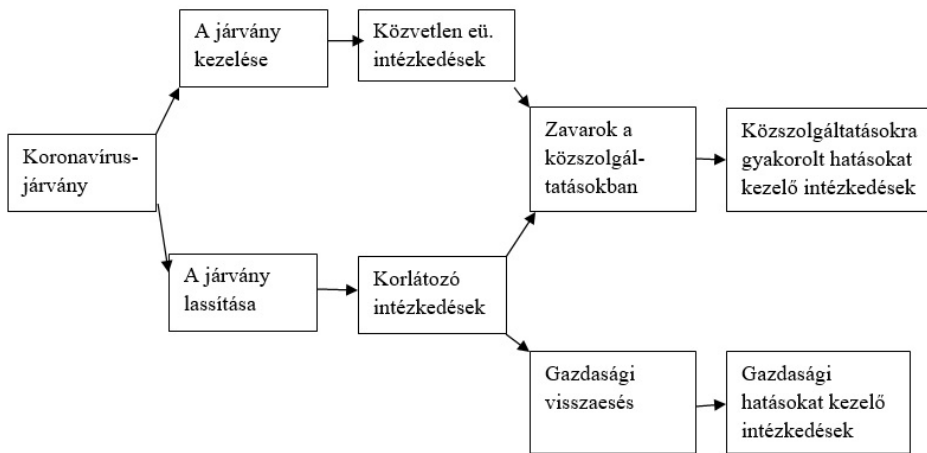 A járvány
kezelése
Közvetlen eü.
intézkedések
Koronavírus-
járvány
Zavarok a
közszolgál-
tatásokban
Közszolgáltatásokra
gyakorolt hatásokat
kezelő intézkedések
A járvány
lassítása
Korlátozó
intézkedések
Gazdasági
visszaesés
Gazdasági
hatásokat kezelő
intézkedések